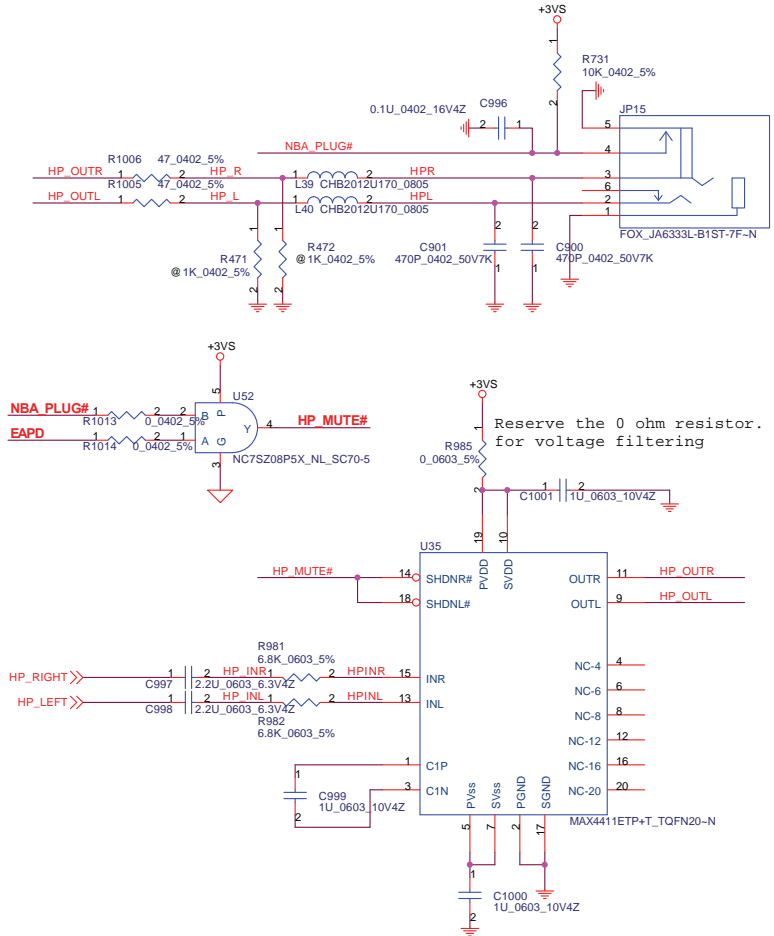 +3VS
R731
10K_0402_5%
C996
0.1U_0402_16V4Z
2 1
1
2
JP15
NBA_PLUG#
5
4
3
6
2
1
FOX_JA6333L-B1ST-7F~N
HP_OUTR 1 R1006 47_0402_5% 2 HP_R 1 2 HPR
L39 CHB2012U170_0805
HP_OUTL 1 R1005 47_0402_5% 2 HP_L 1 2 HPL
L40 CHB2012U170_0805
1
2
R471
@ 1K_0402_5%
1
2
R472
@ 1K_0402_5%
2
1
C901
470P_0402_50V7K
2
1
C900
470P_0402_50V7K
+3VS
U52
NBA_PLUG# 1 2 2 B P 5
R1013 0_0402_5%
EAPD 1 2 1 A G 3
R1014 0_0402_5%
Y 4 HP_MUTE#
NC7SZ08P5X_NL_SC70-5
+3VS
Reserve the 0 ohm resistor.
for voltage filtering
1
R985
0_0603_5%
2
1 2
C1001 1U_0603_10V4Z
U35
19 10
PVDD SVDD
HP_MUTE# 14 SHDNR#
18 SHDNL#
OUTR 11 HP_OUTR
OUTL 9 HP_OUTL
R981
6.8K_0603_5%
HP_RIGHT 1 2 HP_INR 1 2 HPINR 15 INR
C997 2.2U_0603_6.3V4Z
HP_LEFT 1 2 HP_INL 1 2 HPINL 13 INL
C998 2.2U_0603_6.3V4Z
R982
6.8K_0603_5%
NC-4 4
NC-6 6
NC-8 8
NC-12 12
NC-16 16
NC-20 20
1 C1P
3 C1N
1
C999
1U_0603_10V4Z
2
PVss SVss PGND SGND
5 7 2 17
MAX4411ETP+T_TQFN20~N
1
C1000
1U_0603_10V4Z
2